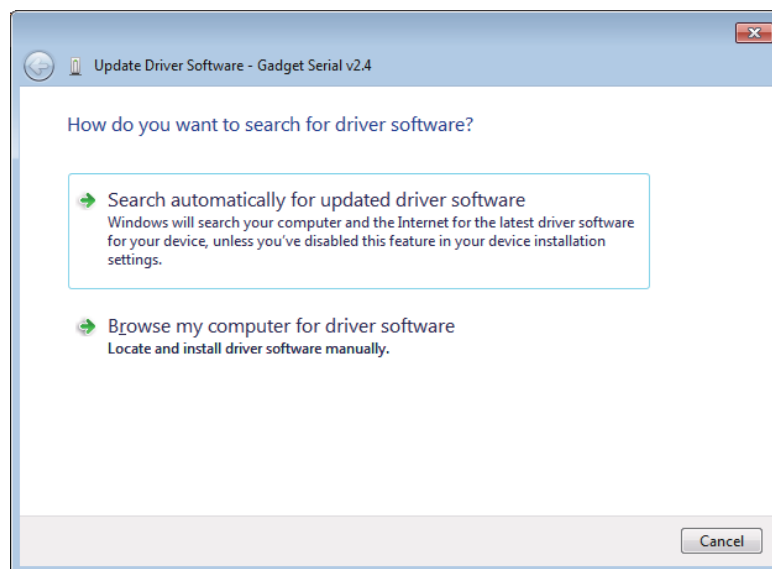 Update Driver Software - Gadget Serial v2.4
How do you want to search for driver software?
Search automatically for updated driver software
Windows will search your computer and the Internet for the latest driver software
for your device, unless you've disabled this feature in your device installation
settings.
Browse my computer for driver software
Locate and install driver software manually.
Cancel